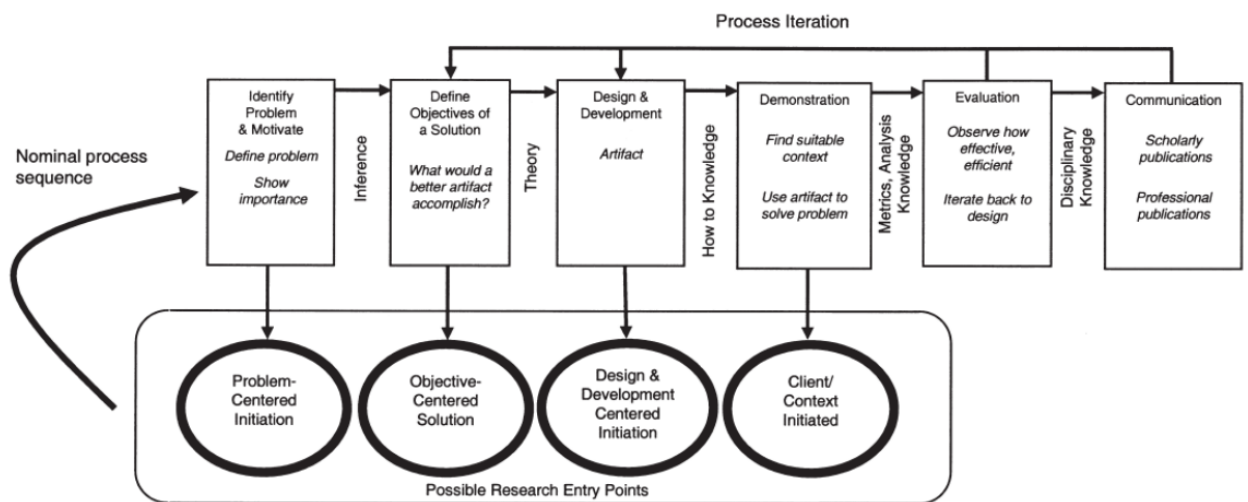 Process Iteration
Nominal process
sequence
Identify
Problem
& Motivate
Define problem
Show
importance
Inference
Define
Objectives of
a Solution
What would a
better artifact
accomplish?
Theory
Design &
Development
Artifact
How to Knowledge
Demonstration
Find suitable
context
Use artifact to
solve problem
Metrics, Analysis
Knowledge
Evaluation
Observe how
effective,
efficient
Iterate back to
design
Disciplinary
Knowledge
Communication
Scholarly
publications
Professional
publications
Problem-
Centered
Initiation
Objective-
Centered
Solution
Design &
Development
Centered
Initiation
Client/
Context
Initiated
Possible Research Entry Points